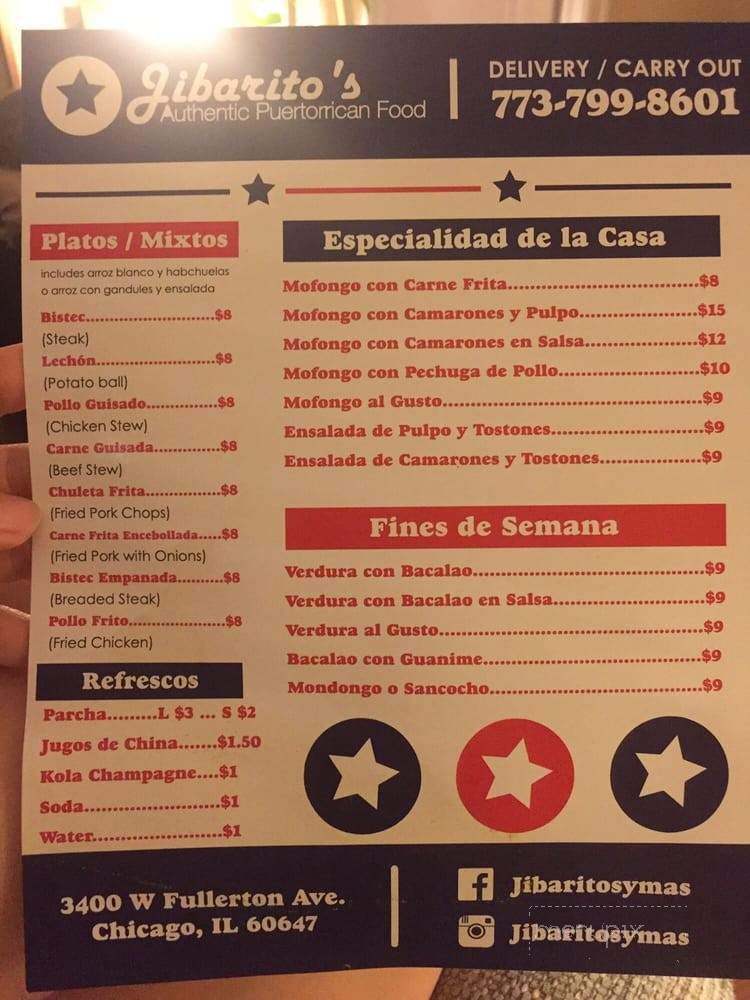 Jibarito's
Authentic Puertorrican Food
DELIVERY / CARRY OUT
773-799-8601
Platos / Mixtos
includes arroz blanco y habchuelas
o arroz con gandules y ensalada
Bistec..............................$8
(Steak)
Lechón...........................$8
(Potato ball)
Pollo Guisado................$8
(Chicken Stew)
Carne Guisada...............$8
(Beef Stew)
Chuleta Frita.................$8
(Fried Pork Chops)
Carne Frita Encebollada.....$8
(Fried Pork with Onions)
Bistec Empanada..........$8
(Breaded Steak)
Pollo Frito.....................$8
(Fried Chicken)
Refrescos
Parcha.........L $3 ... S $2
Jugos de China.......$1.50
Kola Champagne....$1
Soda.........................$1
Water.......................$1
Especialidad de la Casa
Mofongo con Carne Frita...................................$8
Mofongo con Camarones y Pulpo.....................$15
Mofongo con Camarones en Salsa....................$12
Mofongo con Pechuga de Pollo.........................$10
Mofongo al Gusto..............................................$9
Ensalada de Pulpo y Tostones...........................$9
Ensalada de Camarones y Tostones..................$9
Fines de Semana
Verdura con Bacalao.........................................$9
Verdura con Bacalao en Salsa...........................$9
Verdura al Gusto...............................................$9
Bacalao con Guanime.......................................$9
Mondongo o Sancocho......................................$9
3400 W Fullerton Ave.
Chicago, IL 60647
Jibaritosymas
Jibaritosymas
menupix